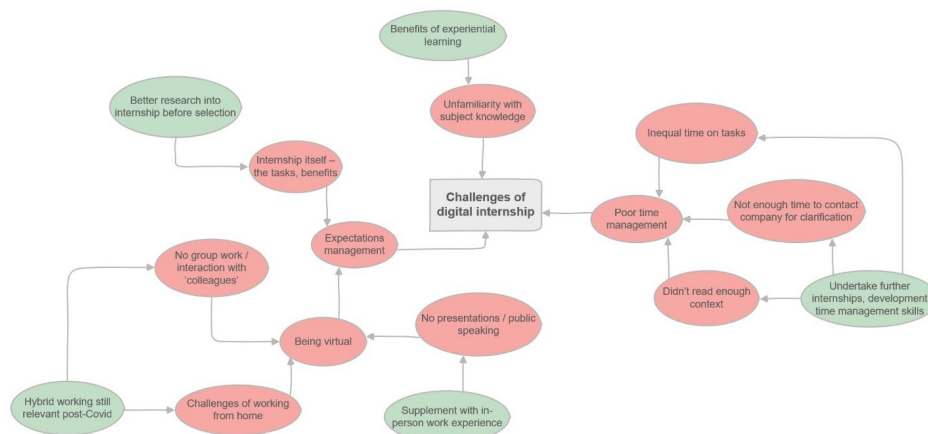 Benefits of experiential
learning
Better research into
internship before selection
Unfamiliarity with
subject knowledge
Inequal time on tasks
Internship itself –
the tasks, benefits
Challenges of
digital internship
Not enough time to contact
company for clarification
Poor time
management
Expectations
management
No group work /
interaction with
‘colleagues’
Didn’t read enough
context
Undertake further
internships, development
time management skills
No presentations / public
speaking
Being virtual
Hybrid working still
relevant post-Covid
Challenges of working
from home
Supplement with in-
person work experience